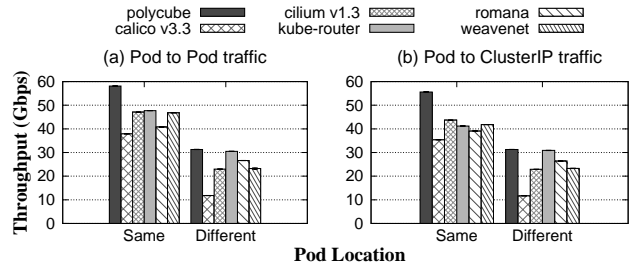 polycube cilium v1.3 romana
calico v3.3 kube-router weavenet
(a) Pod to Pod traffic (b) Pod to ClusterIP traffic
Throughput (Gbps)
60 60
50 50
40 40
30 30
20 20
10 10
0 0
Same Different Same Different
Pod Location